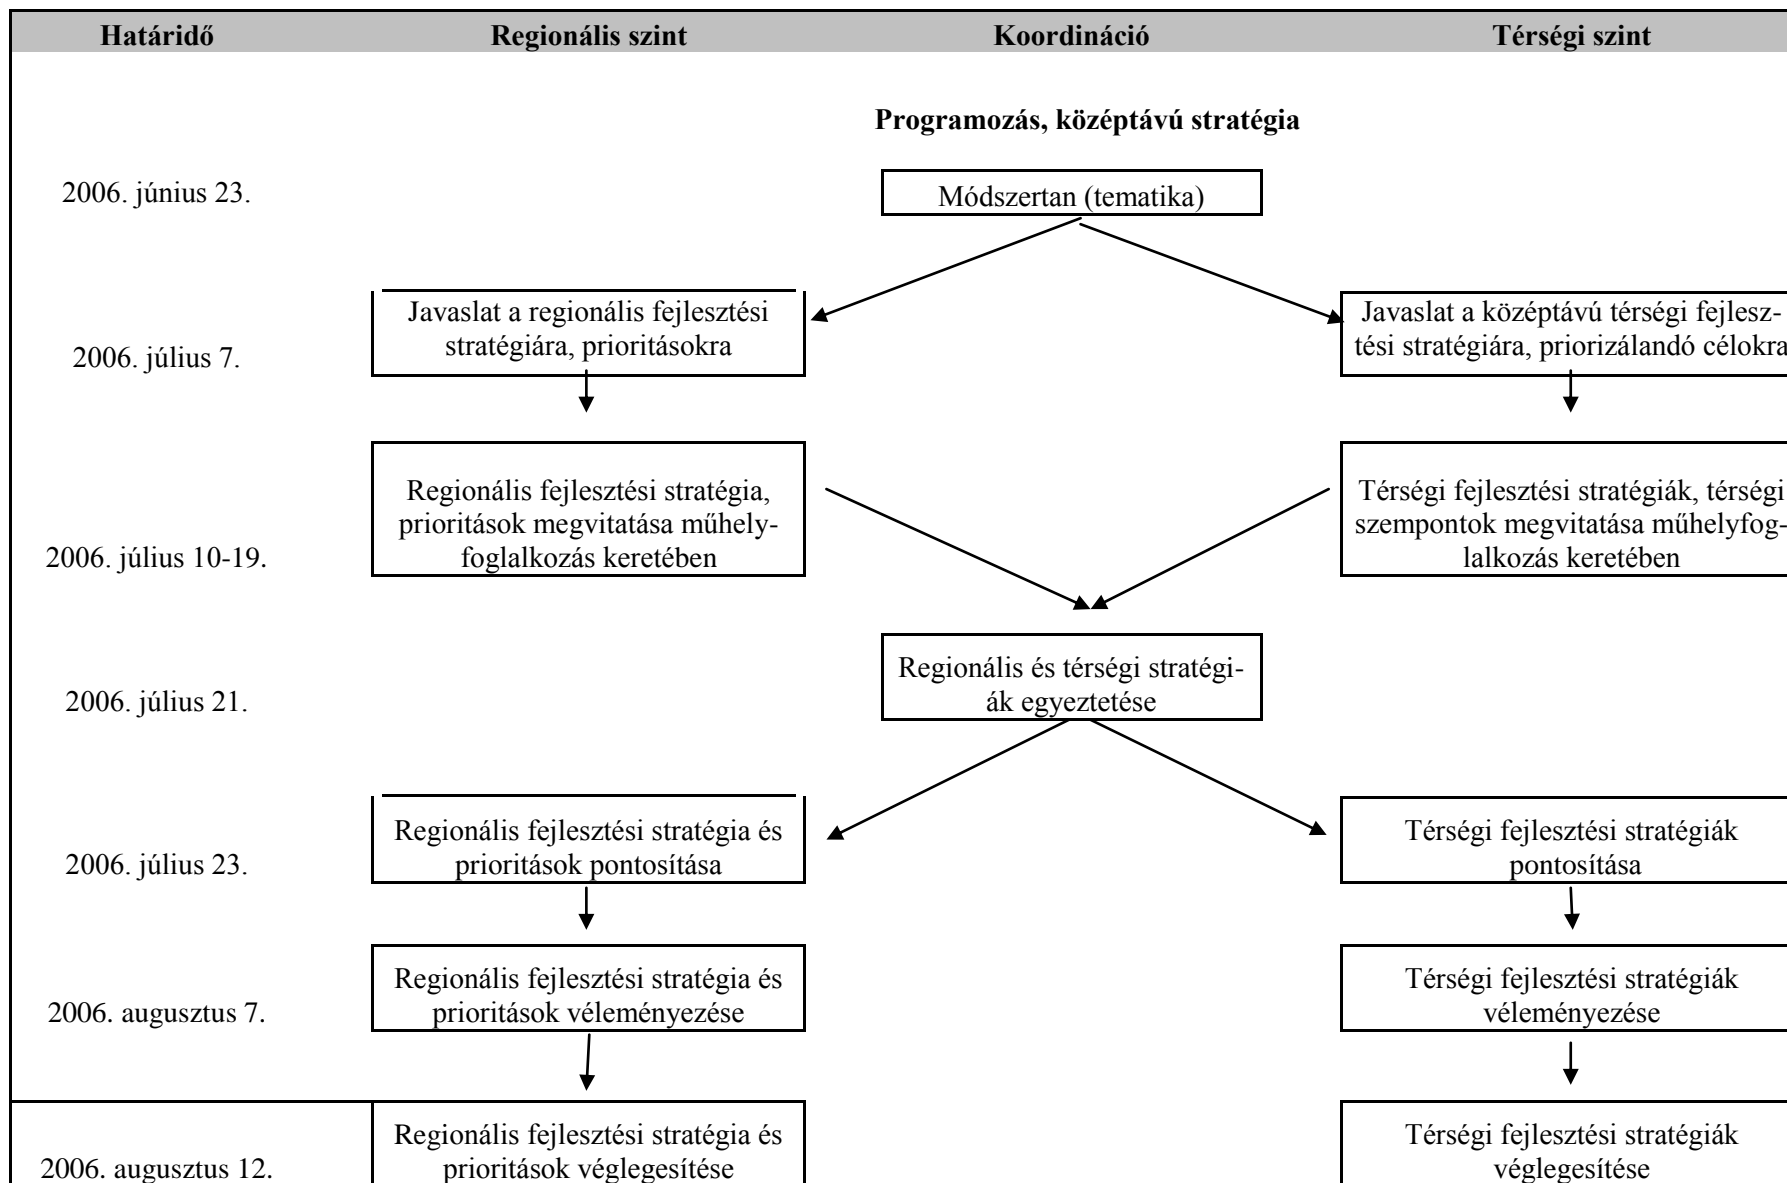 Határidő Regionális szint Koordináció Térségi szint
Programozás, középtávú stratégia
2006. június 23.
Módszertan (tematika)
Javaslat a regionális fejlesztési
stratégiára, prioritásokra
Javaslat a középtávú térségi fejlesz-
tési stratégiára, priorizálandó célokra
2006. július 7.
Regionális fejlesztési stratégia,
prioritások megvitatása műhely-
foglalkozás keretében
Térségi fejlesztési stratégiák, térségi
szempontok megvitatása műhelyfog-
lalkozás keretében
2006. július 10-19.
Regionális és térségi stratégi-
ák egyeztetése
2006. július 21.
Regionális fejlesztési stratégia és
prioritások pontosítása
Térségi fejlesztési stratégiák
pontosítása
2006. július 23.
Regionális fejlesztési stratégia és
prioritások véleményezése
Térségi fejlesztési stratégiák
véleményezése
2006. augusztus 7.
Regionális fejlesztési stratégia és
prioritások véglegesítése
Térségi fejlesztési stratégiák
véglegesítése
2006. augusztus 12.